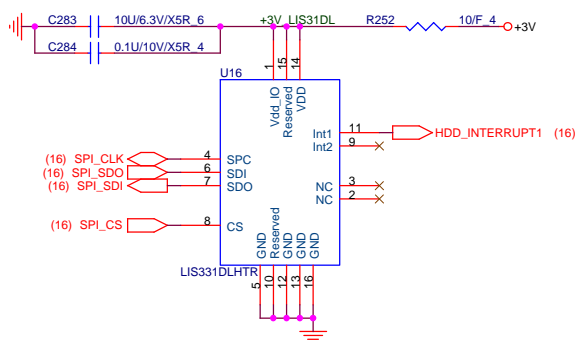 C283 10U/6.3V/X5R_6 +3V_LIS31DL R252 10/F_4
+3V
C284 0.1U/10V/X5R_4
U16
1 15 14
Vdd_IO Reserved VDD
Int1 11 HDD_INTERRUPT1 (16)
Int2 9
(16) SPI_CLK 4 SPC
(16) SPI_SDO 6 SDI
(16) SPI_SDI 7 SDO
NC 3
NC 2
(16) SPI_CS 8 CS
GND Reserved GND GND GND
LIS331DLHTR
5 10 12 13 16